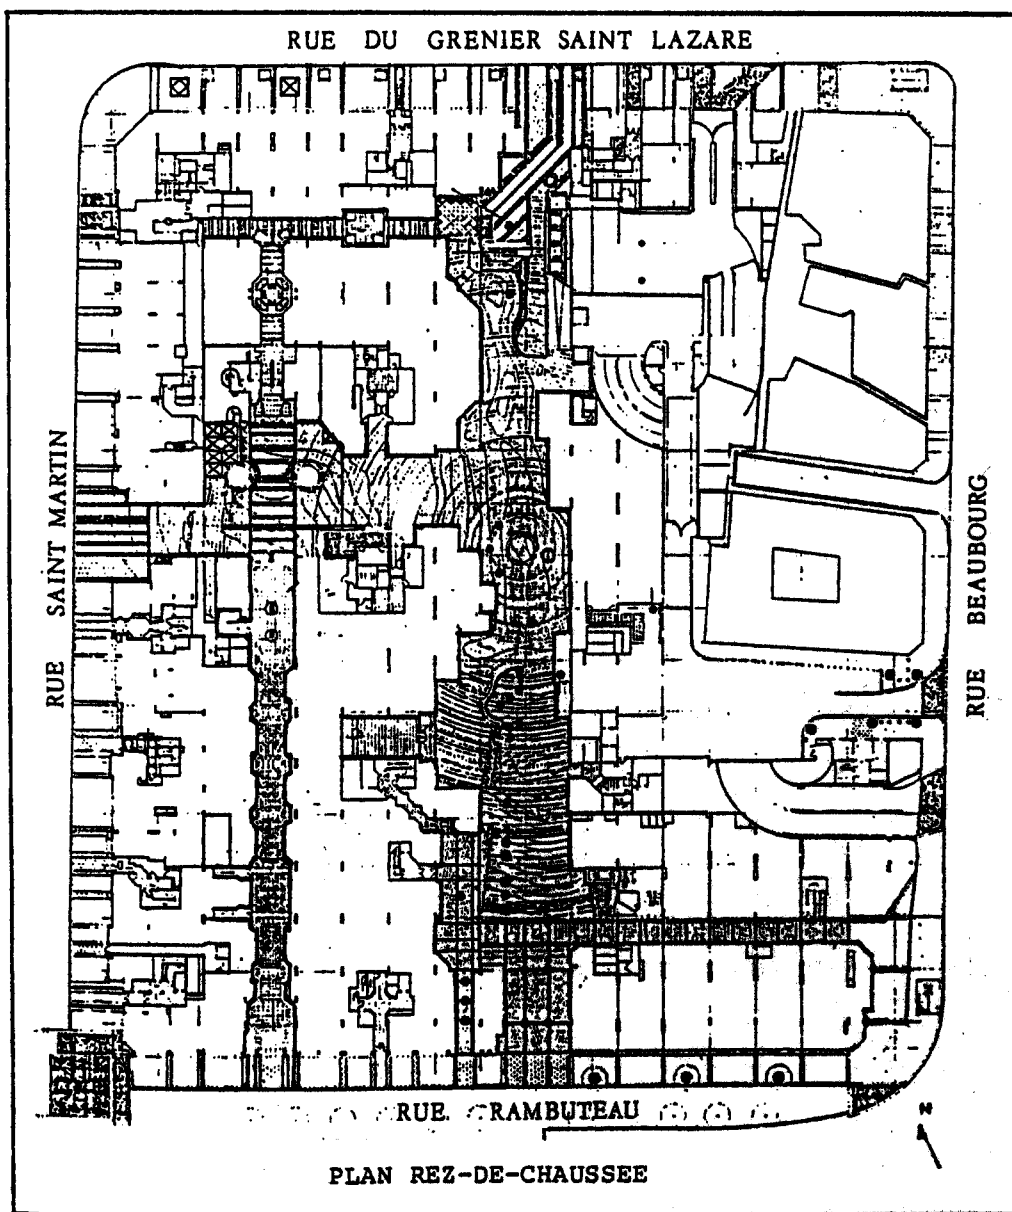 RUE DU GRENIER SAINT LAZARE
RUE SAINT MARTIN
RUE BEAUBOURG
RUE RAMBUTEAU
N
PLAN REZ-DE-CHAUSSEE